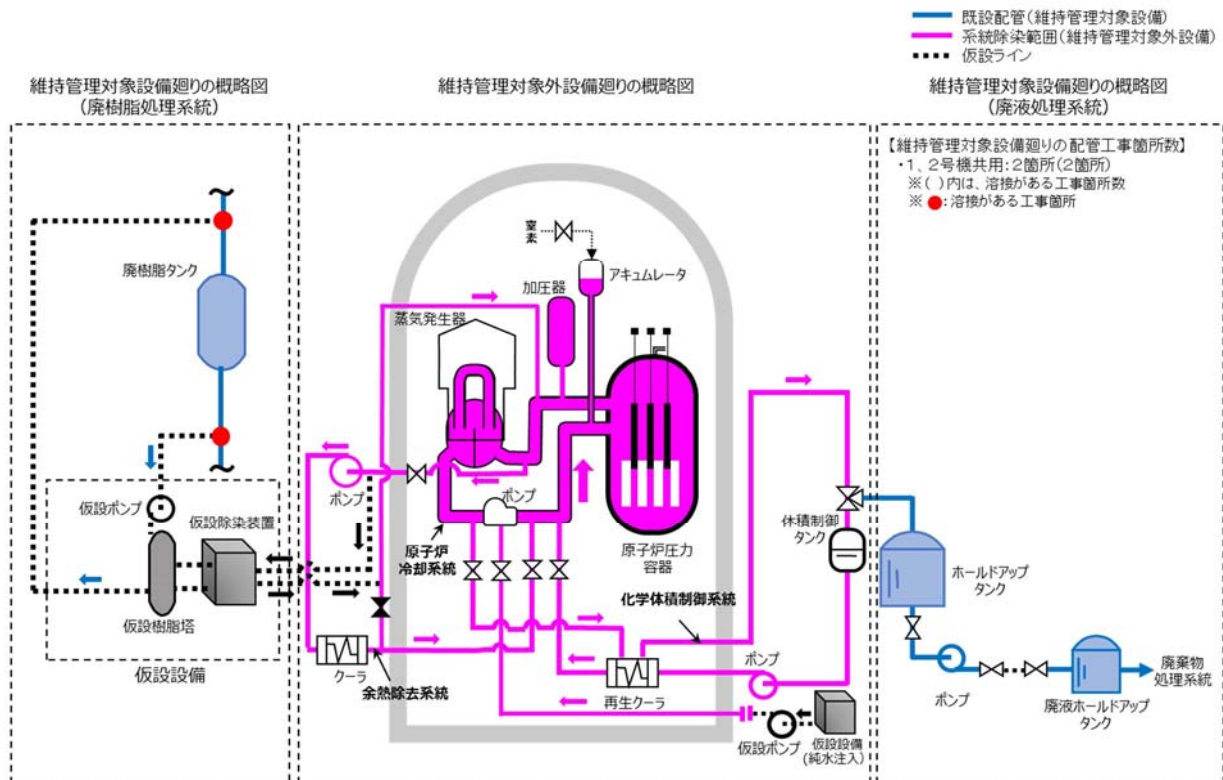 既設配管(維持管理対象設備)
系統除染範囲(維持管理対象外設備)
仮設ライン
維持管理対象設備廻りの概略図
(廃樹脂処理系統)
維持管理対象外設備廻りの概略図
維持管理対象設備廻りの概略図
(廃液処理系統)
【維持管理対象設備廻りの配管工事箇所数】
・1、2号機共用:2箇所(2箇所)
※( )内は、溶接がある工事箇所数
※ ●:溶接がある工事箇所
廃樹脂タンク
仮設ポンプ
仮設除染装置
仮設樹脂塔
仮設設備
窒素
アキュムレータ
加圧器
蒸気発生器
ポンプ
ポンプ
原子炉
冷却系統
原子炉圧力
容器
化学体積制御系統
クーラ
余熱除去系統
再生クーラ
ポンプ
仮設ポンプ
仮設設備
(純水注入)
体積制御
タンク
ホールドアップ
タンク
ポンプ
廃液ホールドアップ
タンク
廃棄物
処理系統